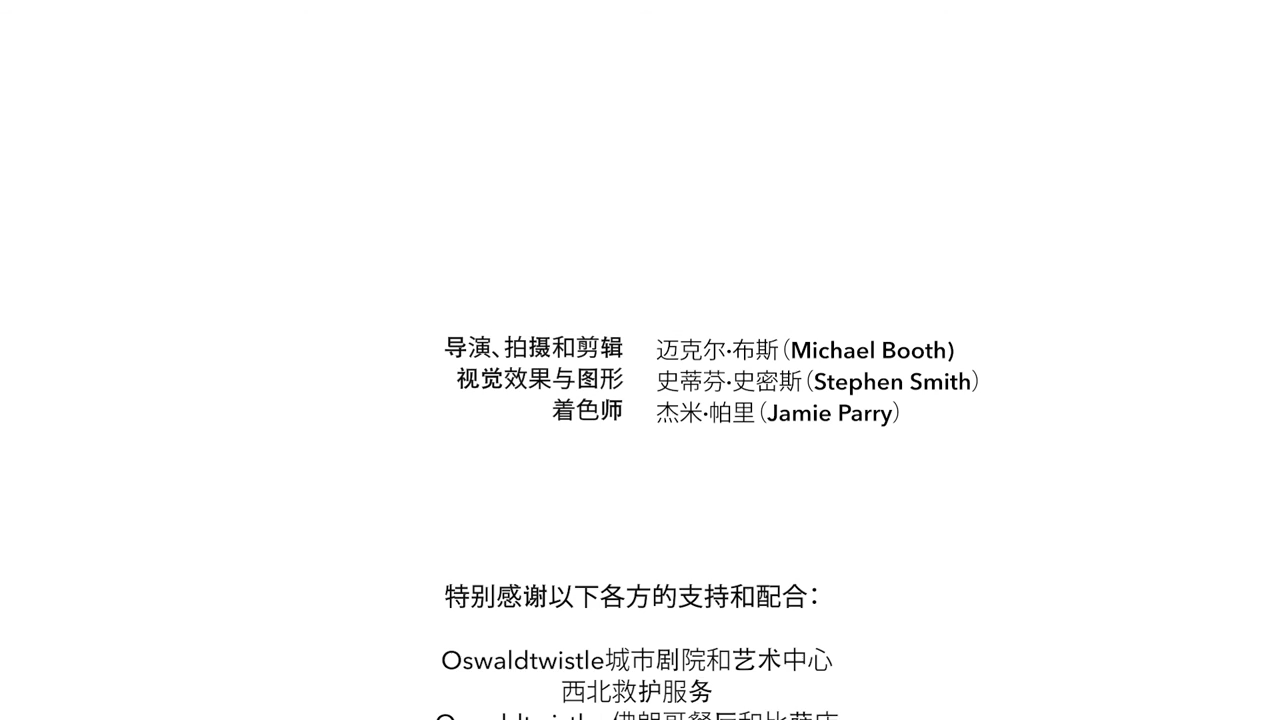 导演、拍摄和剪辑 迈克尔·布斯（Michael Booth)
视觉效果与图形 史蒂芬·史密斯（Stephen Smith）
着色师 杰米·帕里（Jamie Parry）
特别感谢以下各方的支持和配合：
Oswaldtwistle城市剧院和艺术中心
西北救护服务